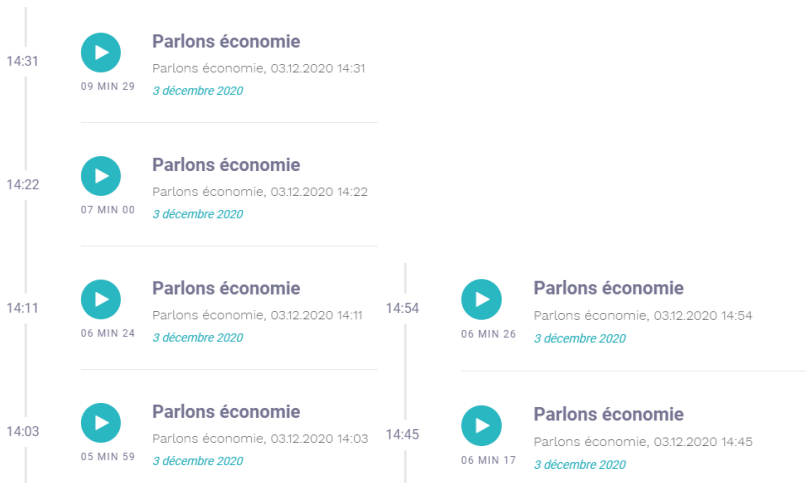 14:31
Parlons économie
Parlons économie, 03.12.2020 14:31
09 MIN 29
3 décembre 2020
14:22
Parlons économie
Parlons économie, 03.12.2020 14:22
07 MIN 00
3 décembre 2020
14:11
Parlons économie
Parlons économie, 03.12.2020 14:11
06 MIN 24
3 décembre 2020
14:03
Parlons économie
Parlons économie, 03.12.2020 14:03
05 MIN 59
3 décembre 2020
14:54
Parlons économie
Parlons économie, 03.12.2020 14:54
06 MIN 26
3 décembre 2020
14:45
Parlons économie
Parlons économie, 03.12.2020 14:45
06 MIN 17
3 décembre 2020